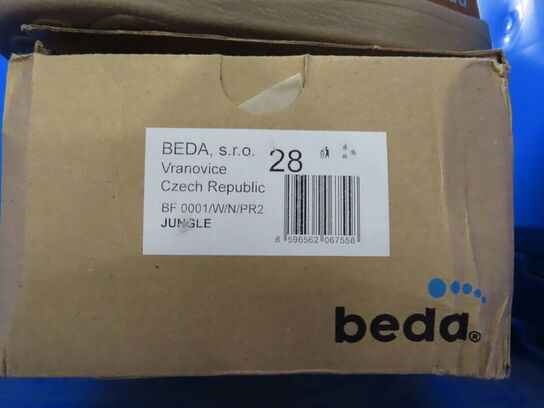 BEDA, s.r.o. 28
Vranovice
Czech Republic
BF 0001/W/N/PR2
JUNGLE
8 596562 067558
beda®